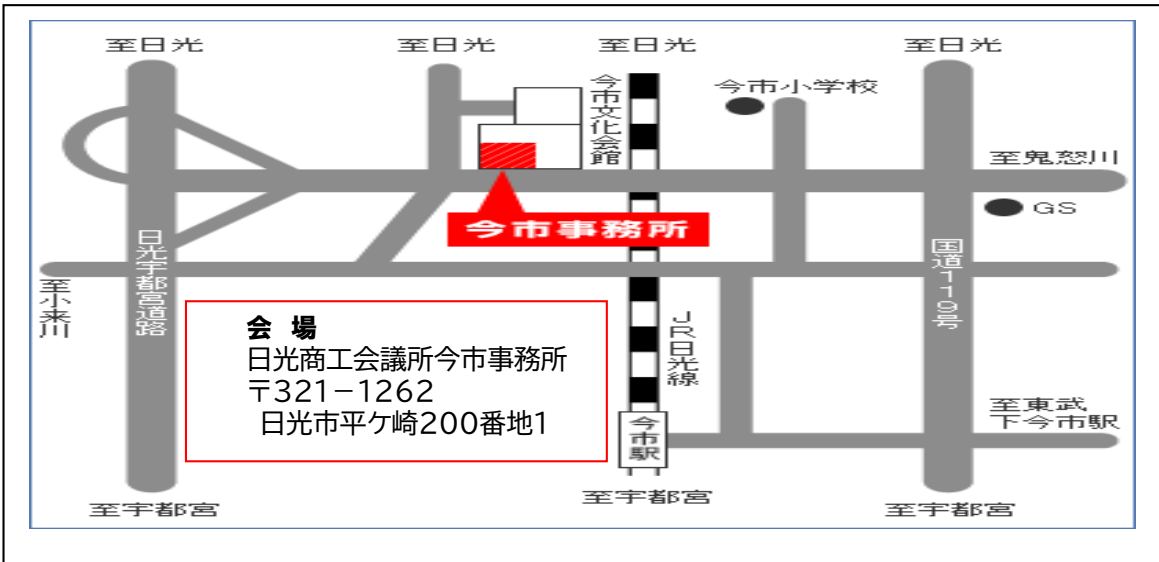 至日光
至日光
至日光
至日光
今市文化会館
今市小学校
至鬼怒川
GS
今市事務所
日光宇都宮道路
国道119号
至小来川
会 場
日光商工会議所今市事務所
〒321-1262
日光市平ケ崎200番地1
JR日光線
今市駅
至東武
下今市駅
至宇都宮
至宇都宮
至宇都宮